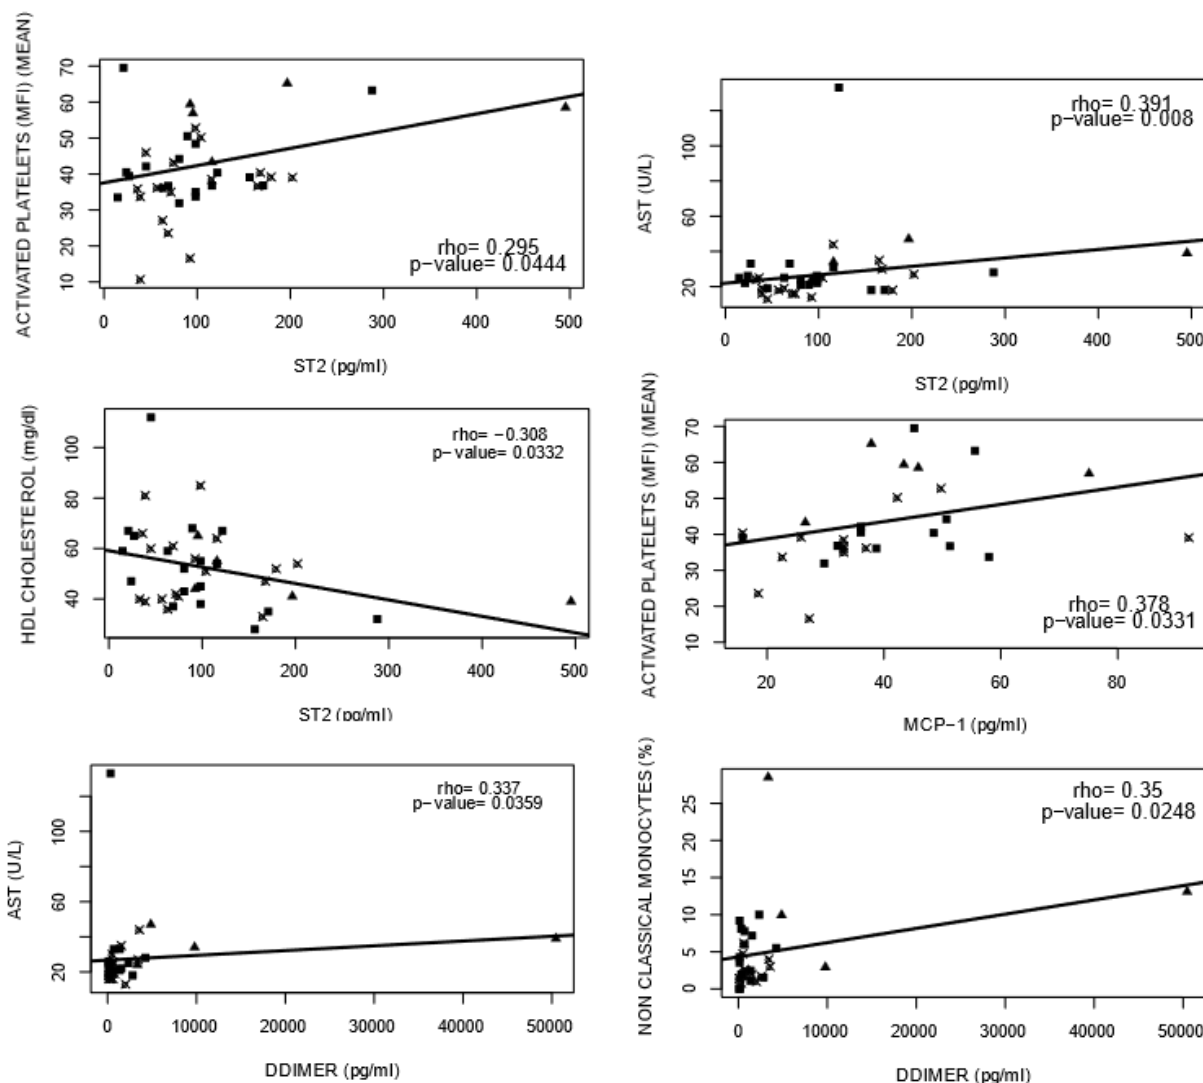 ACTIVATED PLATELETS (MFI) (MEAN)
70
60
50
40
30
20
10
rho= 0.295
p-value= 0.0444
0 100 200 300 400 500
ST2 (pg/ml)
AST (U/L)
100
60
20
rho= 0.391
p-value= 0.008
0 100 200 300 400 500
ST2 (pg/ml)
HDL CHOLESTEROL (mg/dl)
100
80
60
40
rho= -0.308
p-value= 0.0332
0 100 200 300 400 500
ST2 (pg/ml)
ACTIVATED PLATELETS (MFI) (MEAN)
70
60
50
40
30
20
10
rho= 0.378
p-value= 0.0331
20 40 60 80
MCP-1 (pg/ml)
AST (U/L)
100
60
20
rho= 0.337
p-value= 0.0359
0 10000 20000 30000 40000 50000
DDIMER (pg/ml)
NON CLASSICAL MONOCYTES (%)
25
20
15
10
5
0
rho= 0.35
p-value= 0.0248
0 10000 20000 30000 40000 50000
DDIMER (pg/ml)